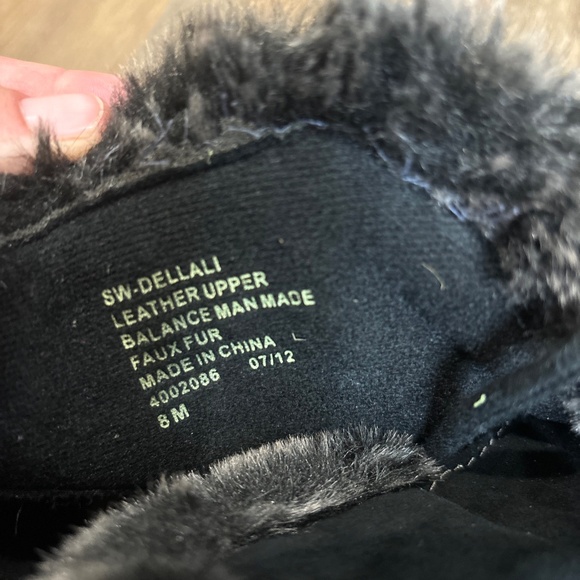 SW-DELLALI
LEATHER UPPER
BALANCE MAN MADE
FAUX FUR
MADE IN CHINA L
4002086 07/12
8 M